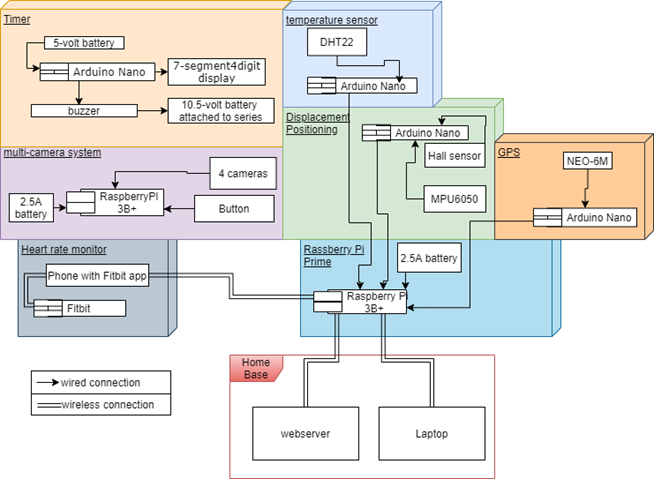 Timer
5-volt battery
Arduino Nano
7-segment4digit
display
buzzer
10.5-volt battery
attached to series
temperature sensor
DHT22
Arduino Nano
Displacement
Positioning
Arduino Nano
Hall sensor
MPU6050
GPS
NEO-6M
Arduino Nano
multi-camera system
4 cameras
2.5A
battery
RaspberryPI
3B+
Button
Heart rate monitor
Phone with Fitbit app
Fitbit
Rassberry Pi
Prime
2.5A battery
Raspberry Pi
3B+
Home
Base
webserver
Laptop
wired connection
wireless connection